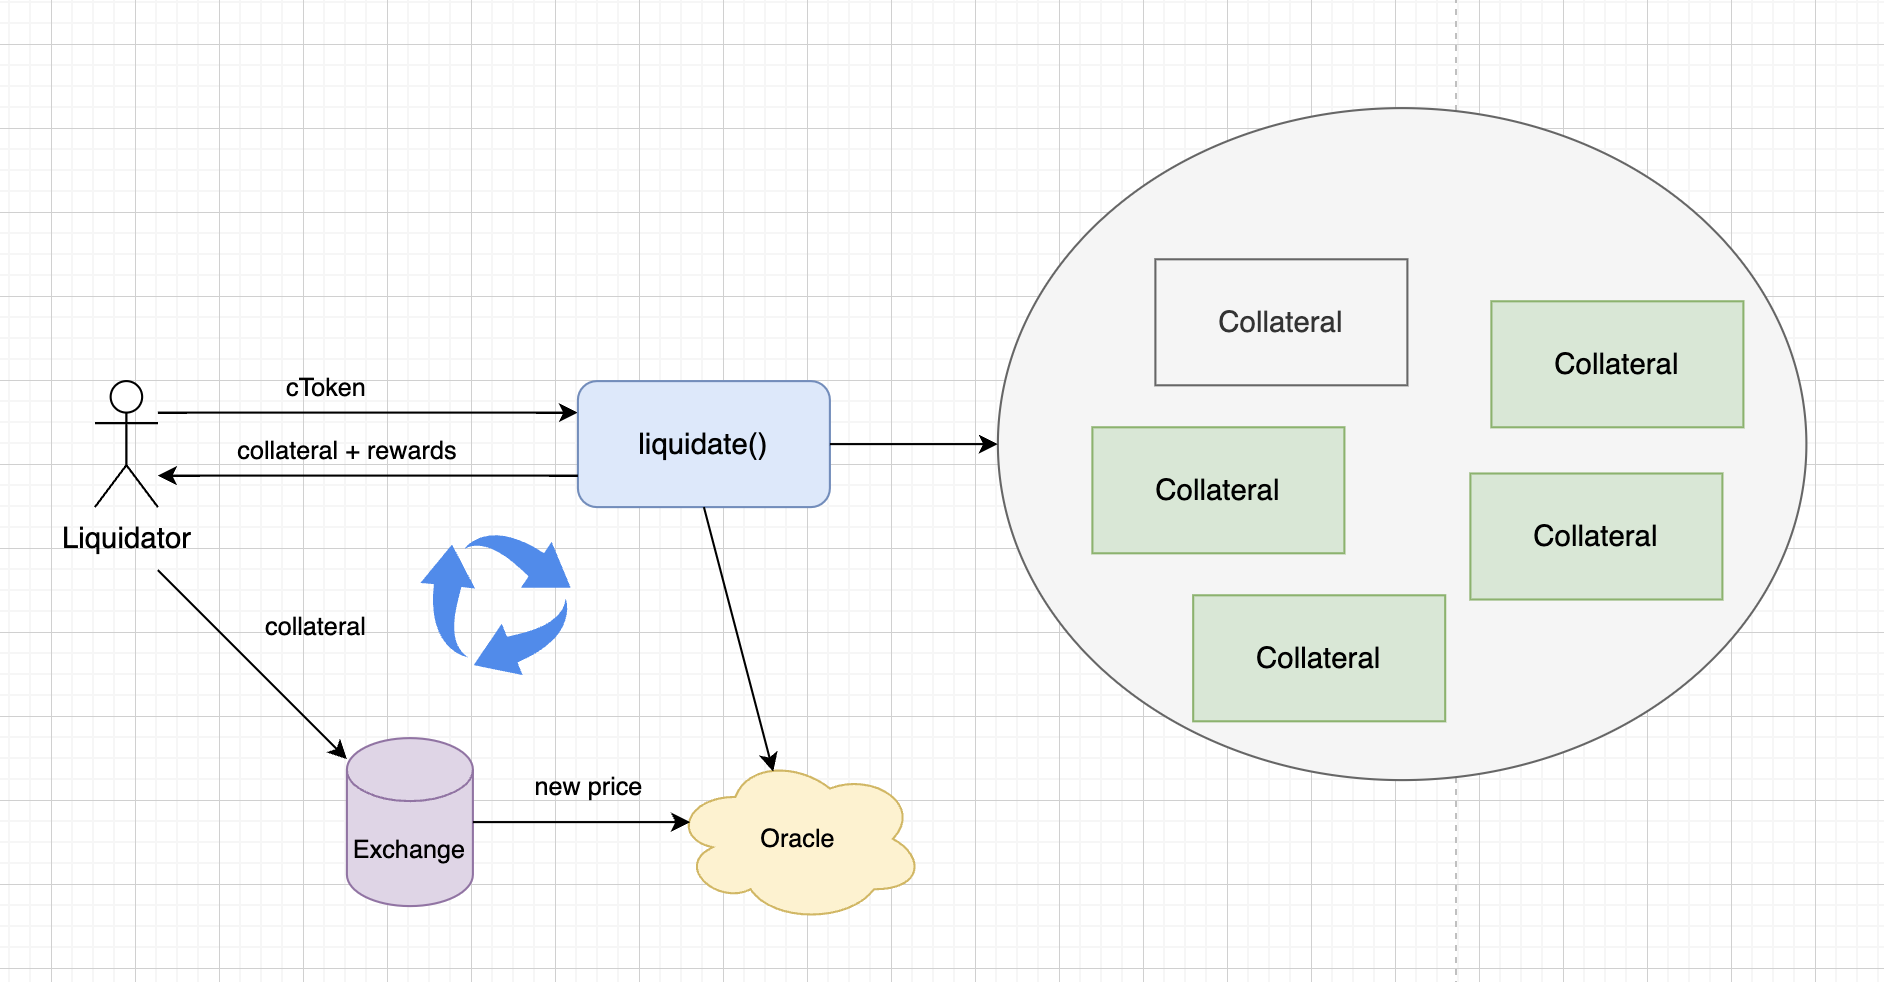 cToken
collateral + rewards
Liquidator
liquidate()
collateral
Exchange
new price
Oracle
Collateral
Collateral
Collateral
Collateral
Collateral